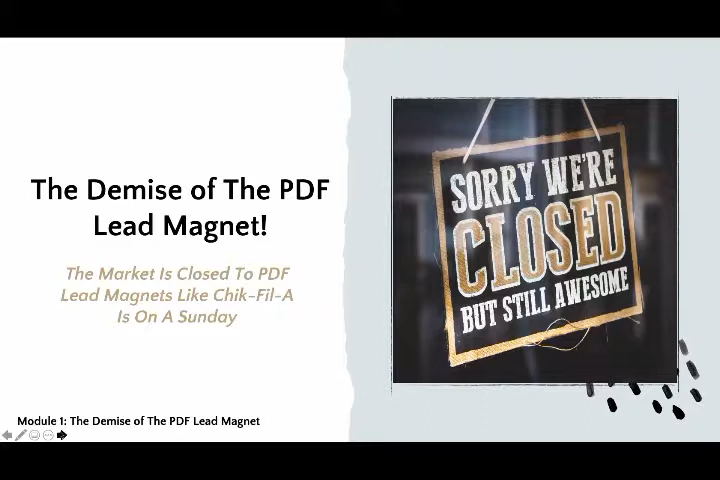 The Demise of The PDF
Lead Magnet!
The Market Is Closed To PDF
Lead Magnets Like Chik-Fil-A
Is On A Sunday
SORRY WE'RE
CLOSED
BUT STILL AWESOME
Module 1: The Demise of The PDF Lead Magnet